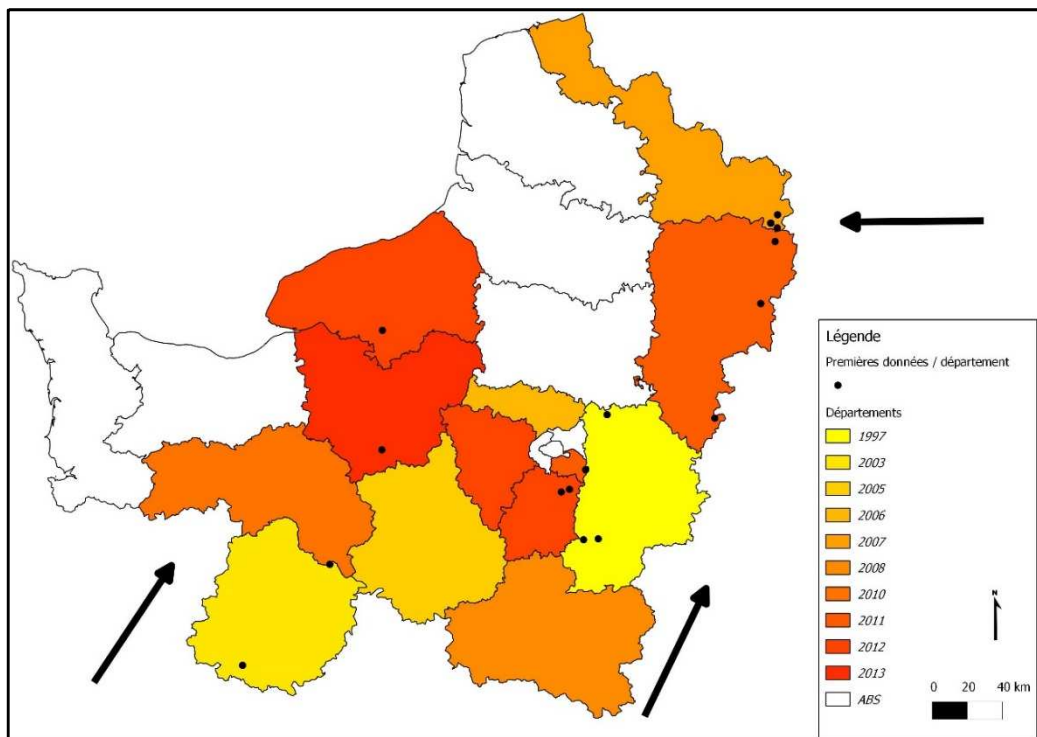 Légende
Premières données / département
Départements
1997
2003
2005
2006
2007
2008
2010
2011
2012
2013
ABS
N
0 20 40 km